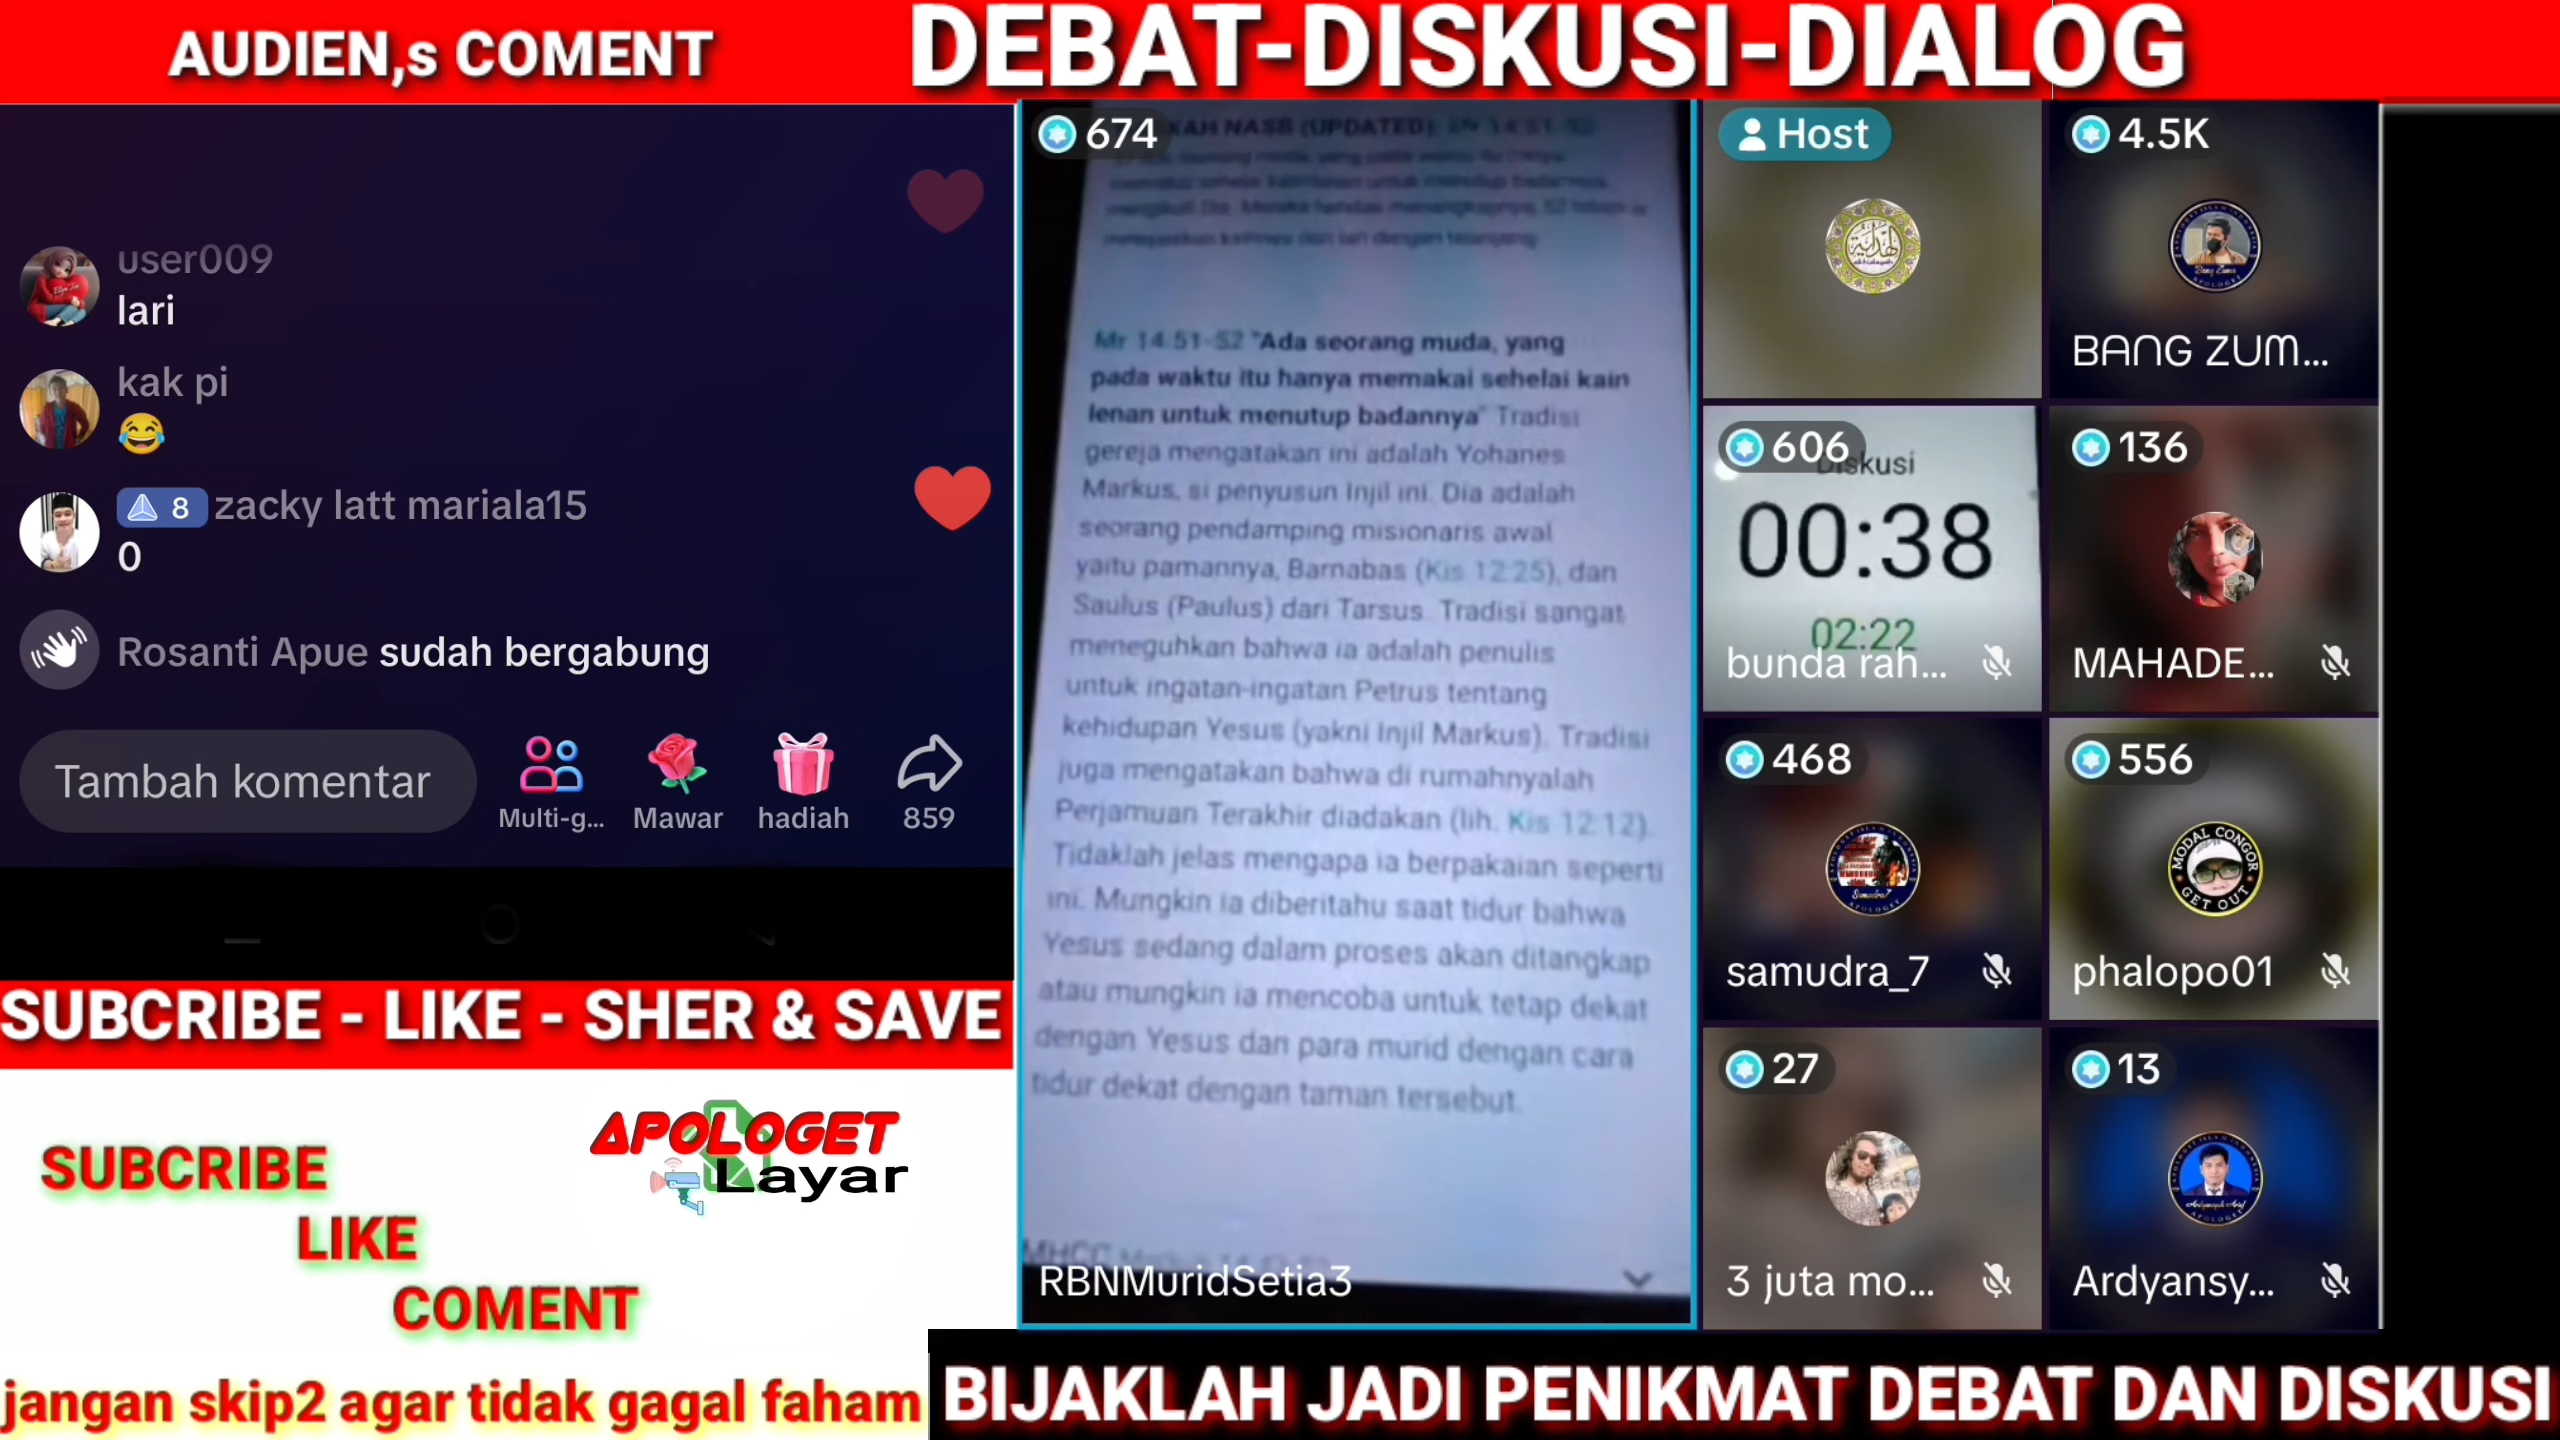 AUDIEN,s COMENT
DEBAT-DISKUSI-DIALOG
user009
lari
kak pi
8 zacky latt mariala15
0
Rosanti Apue sudah bergabung
Tambah komentar
Multi-g...
Mawar
hadiah
859
SUBCRIBE - LIKE - SHER & SAVE
SUBCRIBE
LIKE
COMENT
APOLOGET
Layar
jangan skip2 agar tidak gagal faham
674
KAH NASB (UPDATED):
Mr 14:51-52 "Ada seorang muda, yang
pada waktu itu hanya memakai sehelai kain
lenan untuk menutup badannya" Tradisi
gereja mengatakan ini adalah Yohanes
Markus, si penyusun Injil ini. Dia adalah
seorang pendamping misionaris awal
yaitu pamannya, Barnabas (Kis 12:25), dan
Saulus (Paulus) dari Tarsus. Tradisi sangat
meneguhkan bahwa ia adalah penulis
untuk ingatan-ingatan Petrus tentang
kehidupan Yesus (yakni Injil Markus). Tradisi
juga mengatakan bahwa di rumahnyalah
Perjamuan Terakhir diadakan (lih. Kis 12:12).
Tidaklah jelas mengapa ia berpakaian seperti
ini. Mungkin ia diberitahu saat tidur bahwa
Yesus sedang dalam proses akan ditangkap
atau mungkin ia mencoba untuk tetap dekat
dengan Yesus dan para murid dengan cara
tidur dekat dengan taman tersebut.
MHCC
RBNMuridSetia3
Host
4.5K
BANG ZUM...
606
Diskusi
00:38
02:22
bunda rah...
136
MAHADE...
468
samudra_7
556
MODAL CONGOR
GET OUT
phalopo01
27
3 juta mo...
13
Ardyansy...
BIJAKLAH JADI PENIKMAT DEBAT DAN DISKUSI